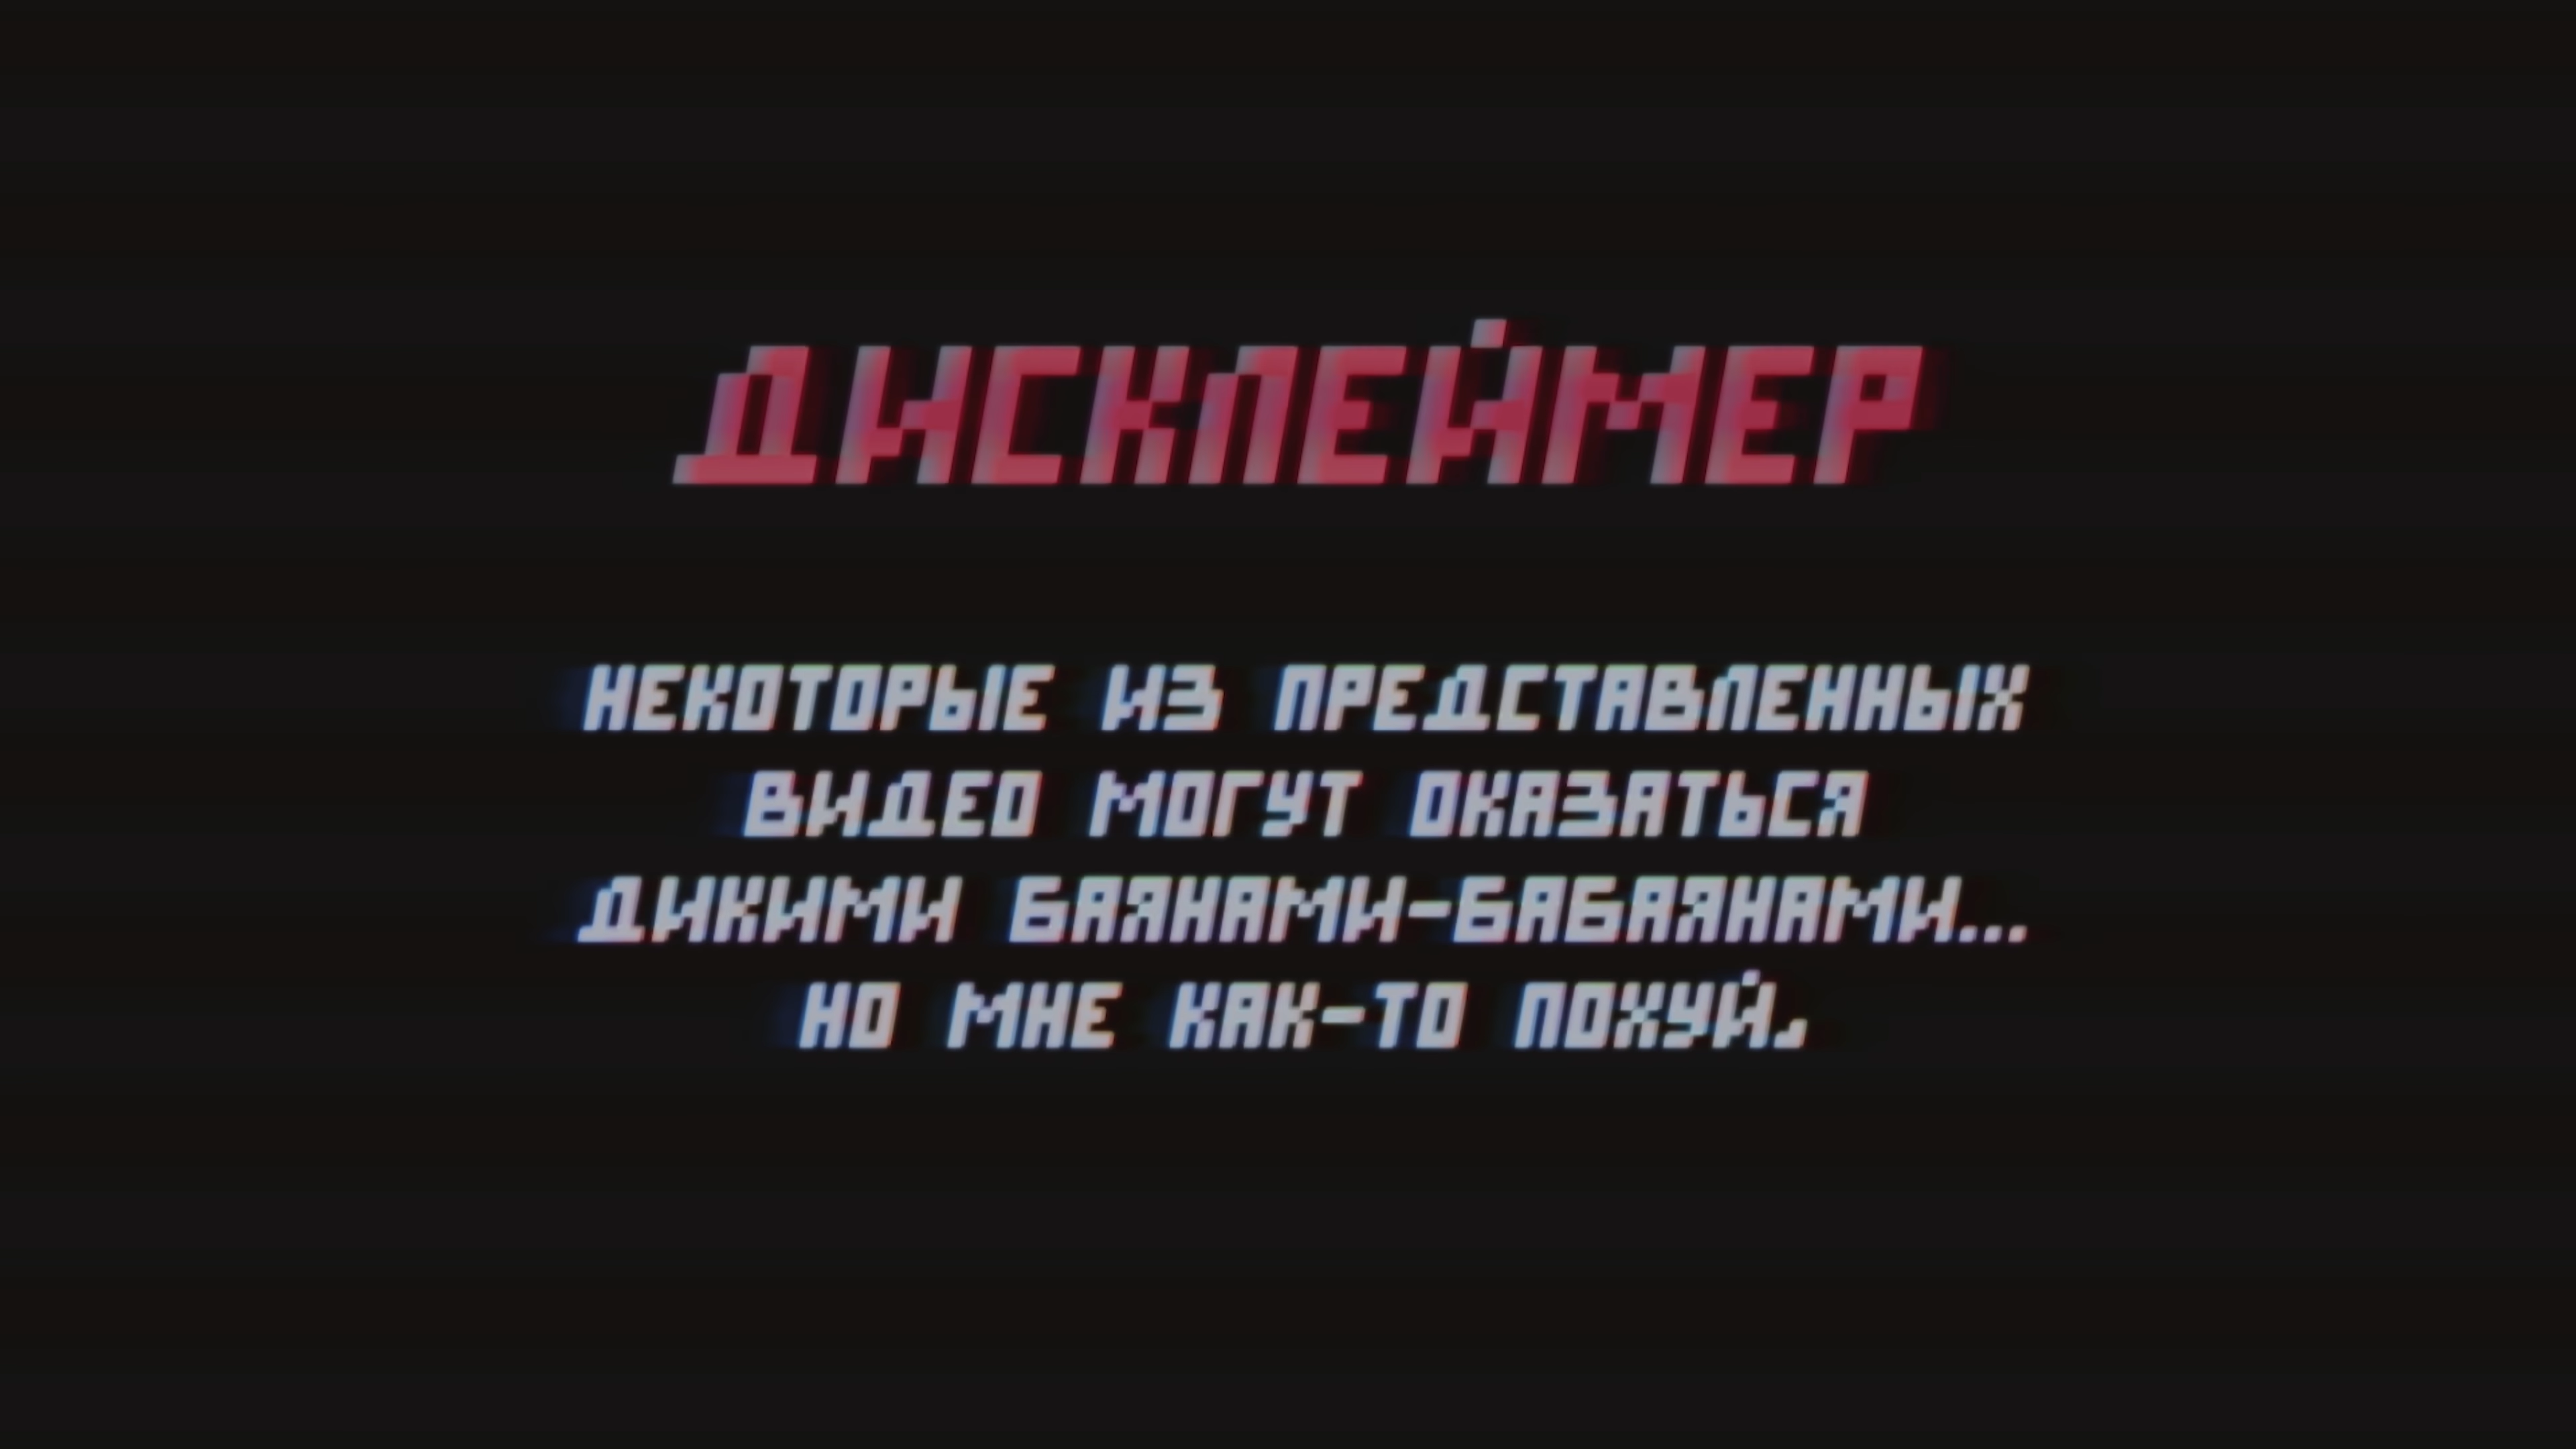 ДИСКЛЕЙМЕР
НЕКОТОРЫЕ ИЗ ПРЕДСТАВЛЕННЫХ
ВИДЕО МОГУТ ОКАЗАТЬСЯ
ДИКИМИ БАЯНАМИ-БАБАЯНАМИ...
НО МНЕ КАК-ТО ПОХУЙ.